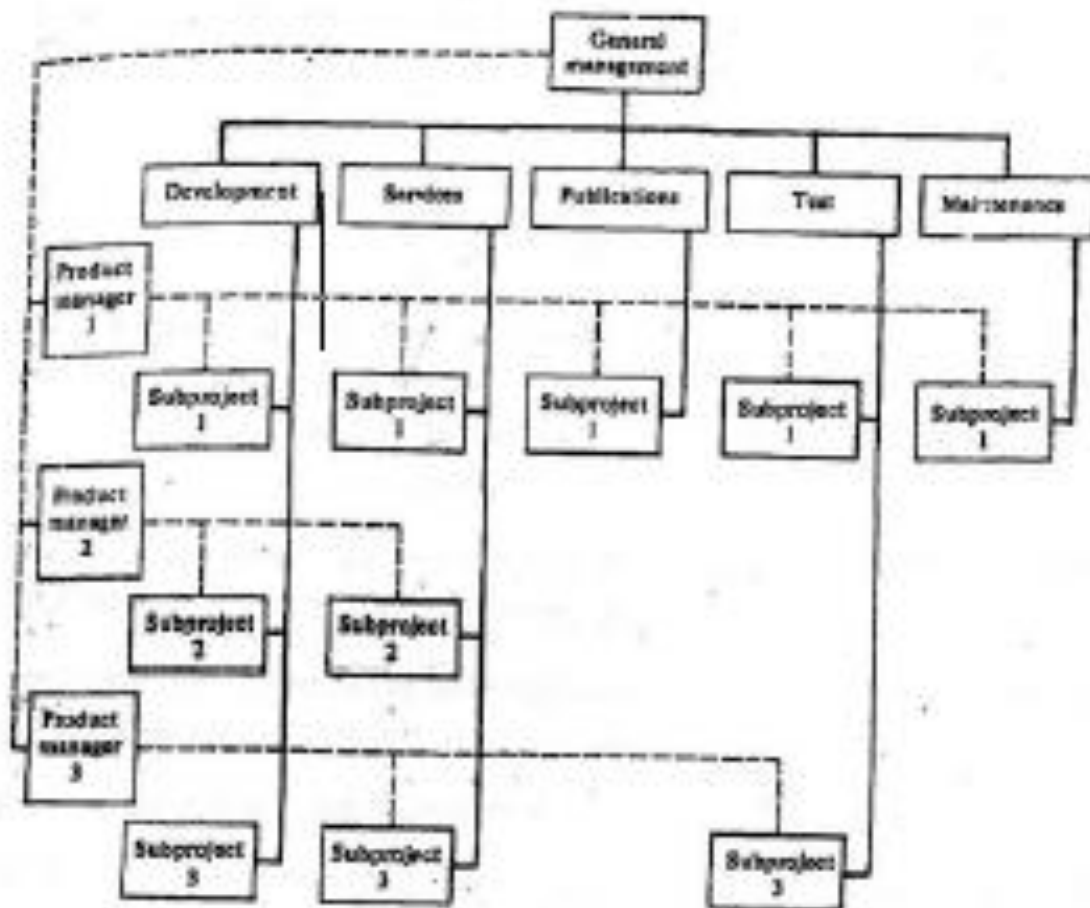 General
management
Development
Services
Publications
Test
Maintenance
Product
manager
1
Subproject
1
Subproject
1
Subproject
1
Subproject
1
Subproject
1
Product
manager
2
Subproject
2
Subproject
2
Product
manager
3
Subproject
3
Subproject
3
Subproject
3